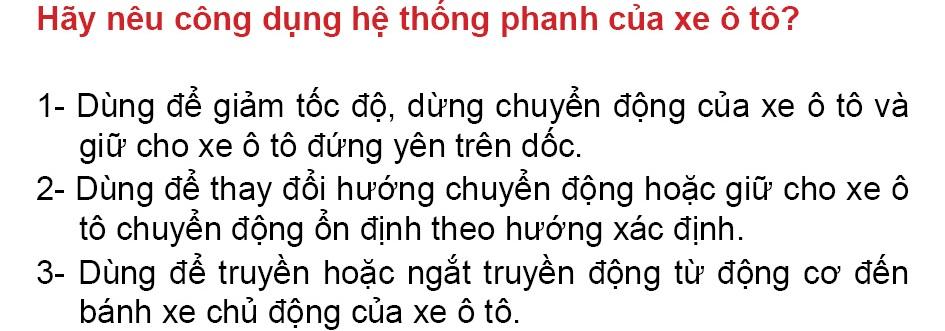 Hãy nêu công dụng hệ thống phanh của xe ô tô?
1- Dùng để giảm tốc độ, dừng chuyển động của xe ô tô và
giữ cho xe ô tô đứng yên trên dốc.
2- Dùng để thay đổi hướng chuyển động hoặc giữ cho xe ô
tô chuyển động ổn định theo hướng xác định.
3- Dùng để truyền hoặc ngắt truyền động từ động cơ đến
bánh xe chủ động của xe ô tô.